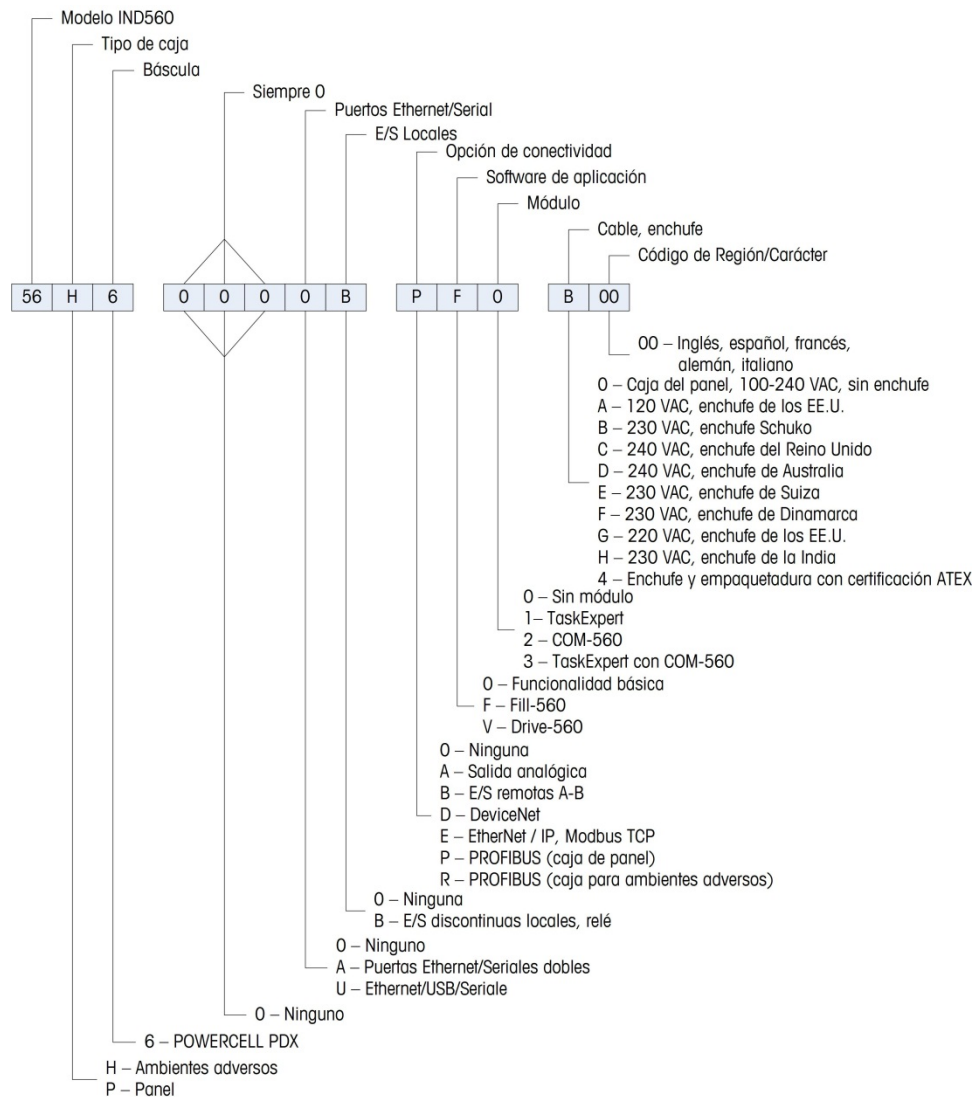 Modelo IND560
Tipo de caja
Báscula
Siempre 0
Puertos Ethernet/Serial
E/S Locales
Opción de conectividad
Software de aplicación
Módulo
Cable, enchufe
Código de Región/Carácter
56 H 6 0 0 0 0 B P F 0 B 00
00 – Inglés, español, francés,
alemán, italiano
0 – Caja del panel, 100-240 VAC, sin enchufe
A – 120 VAC, enchufe de los EE.U.
B – 230 VAC, enchufe Schuko
C – 240 VAC, enchufe del Reino Unido
D – 240 VAC, enchufe de Australia
E – 230 VAC, enchufe de Suiza
F – 230 VAC, enchufe de Dinamarca
G – 220 VAC, enchufe de los EE.U.
H – 230 VAC, enchufe de la India
4 – Enchufe y empaquetadura con certificación ATEX
0 – Sin módulo
1– TaskExpert
2 – COM-560
3 – TaskExpert con COM-560
0 – Funcionalidad básica
F – Fill-560
V – Drive-560
0 – Ninguna
A – Salida analógica
B – E/S remotas A-B
D – DeviceNet
E – EtherNet / IP, Modbus TCP
P – PROFIBUS (caja de panel)
R – PROFIBUS (caja para ambientes adversos)
0 – Ninguna
B – E/S discontinuas locales, relé
0 – Ninguno
A – Puertas Ethernet/Seriales dobles
U – Ethernet/USB/Seriale
0 – Ninguno
6 – POWERCELL PDX
H – Ambientes adversos
P – Panel